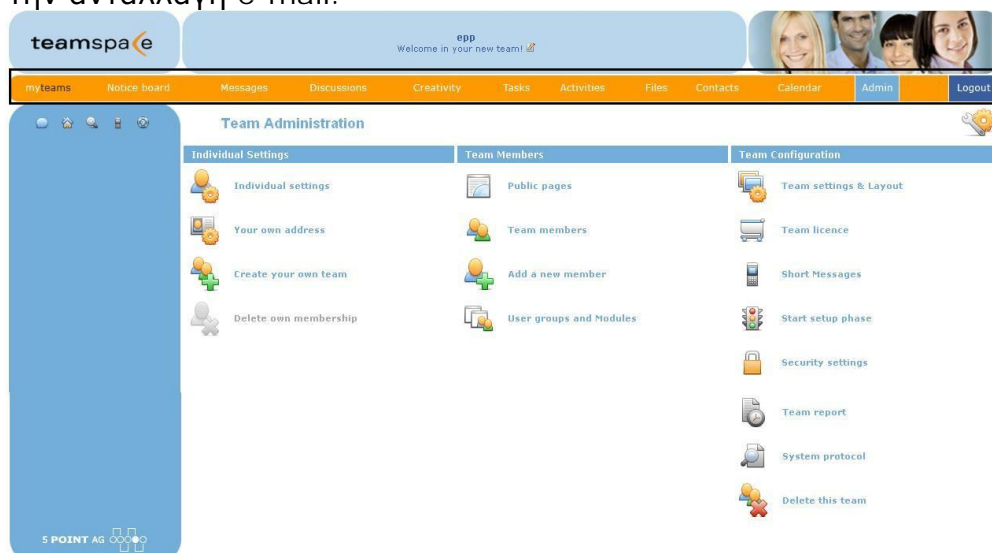 την ανταλλαγή e-mail.
teamspace
epp
Welcome in your new team!
myteams Notice board Messages Discussions Creativity Tasks Activities Files Contacts Calendar Admin Logout
Team Administration
Individual Settings Team Members Team Configuration
Individual settings Public pages Team settings & Layout
Your own address Team members Team licence
Create your own team Add a new member Short Messages
Delete own membership User groups and Modules Start setup phase
Security settings
Team report
System protocol
Delete this team
5 POINT AG